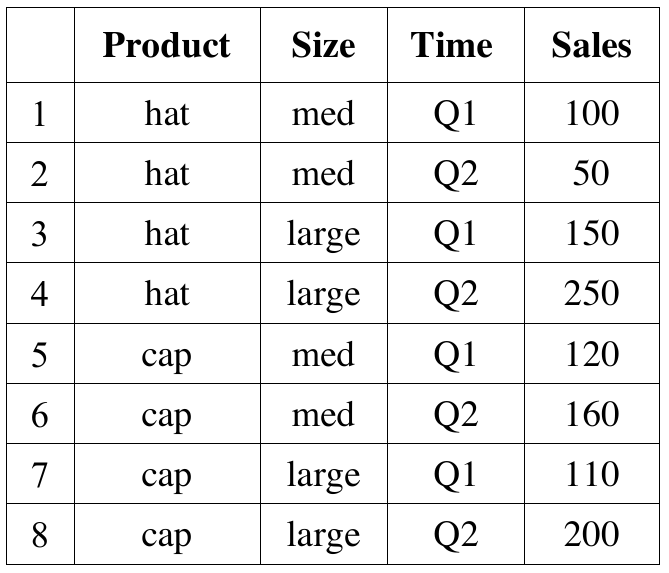 Product Size Time Sales
1 hat med Q1 100
2 hat med Q2 50
3 hat large Q1 150
4 hat large Q2 250
5 cap med Q1 120
6 cap med Q2 160
7 cap large Q1 110
8 cap large Q2 200